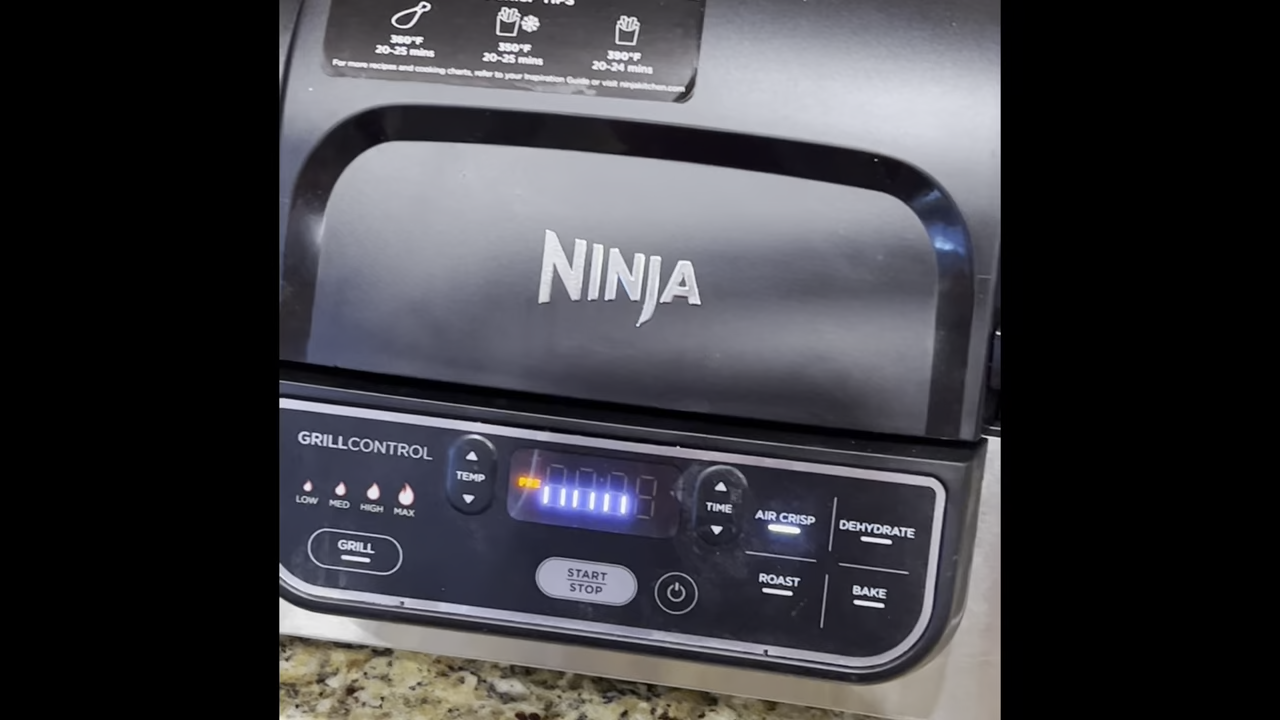 TIPS
360°F
20-25 mins
350°F
20-25 mins
390°F
20-24 mins
For more recipes and cooking charts, refer to your Inspiration Guide or visit ninjakitchen.com
NINJA
GRILLCONTROL
LOW
MED
HIGH
MAX
GRILL
TEMP
PRE
TIME
START
STOP
AIR CRISP
DEHYDRATE
ROAST
BAKE